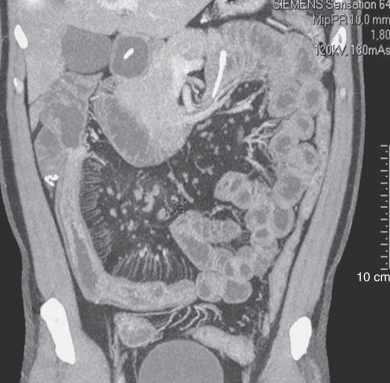 SIEMENS Sensation 64
MipPR 10.0 mm
1,80
120KV, 180mAs
10 cm